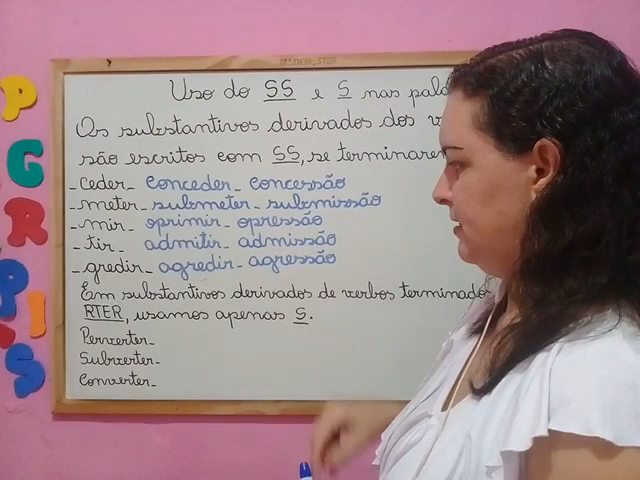 Uso do SS e S nas pala
Os substantivos derivados dos v
são escritos com SS, se terminarem
- ceder - conceder - concessão
- meter - submeter - submissão
- mir - oprimir - opressão
- tir - admitir - admissão
- gredir - agredir - agressão
Em substantivos derivados de verbos terminados
RTER, usamos apenas S.
Perverter -
Subverter -
Converter -
P
G
R
P
I
S